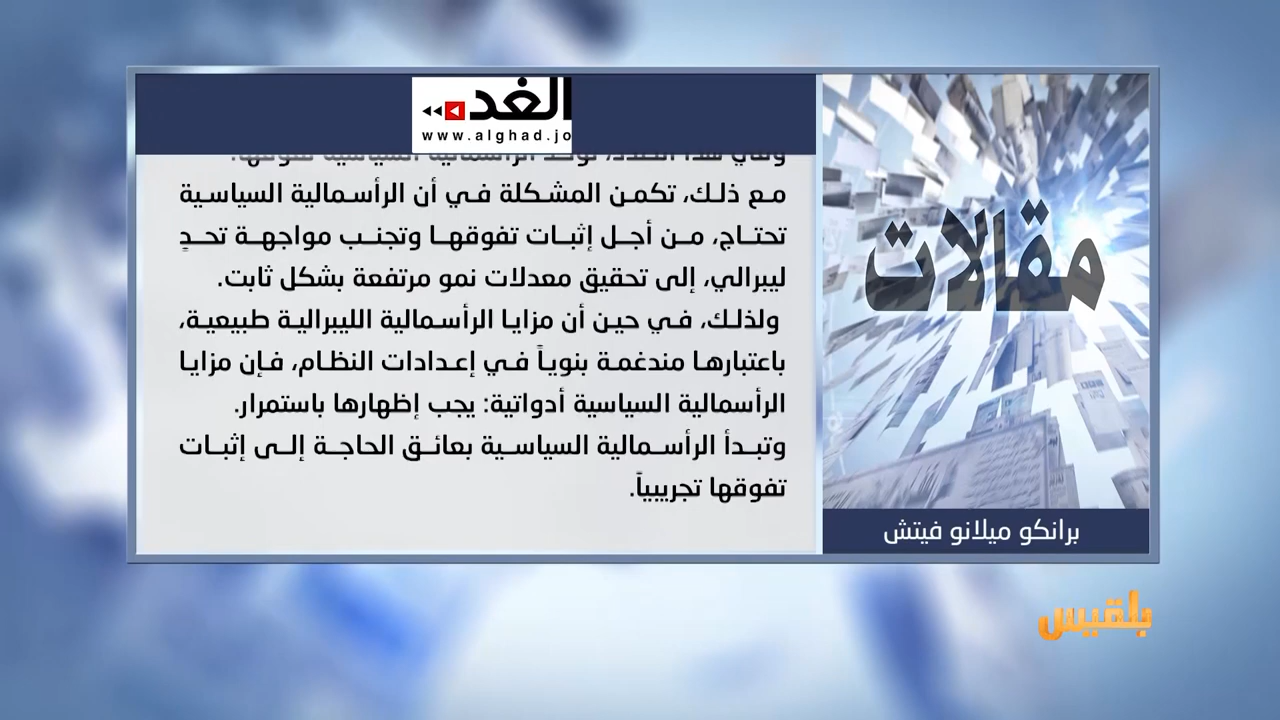 الغد
www.alghad.jo
مع ذلك، تكمن المشكلة في أن الرأسمالية السياسية
تحتاج، من أجل إثبات تفوقها وتجنب مواجهة تحدٍ
ليبرالي، إلى تحقيق معدلات نمو مرتفعة بشكل ثابت.
ولذلك، في حين أن مزايا الرأسمالية الليبرالية طبيعية،
باعتبارها مندغمة بنوياً في إعدادات النظام، فإن مزايا
الرأسمالية السياسية أدواتية: يجب إظهارها باستمرار.
وتبدأ الرأسمالية السياسية بعائق الحاجة إلى إثبات
تفوقها تجريبياً.
مقالات
برانكو ميلانو فيتش
بلقيس